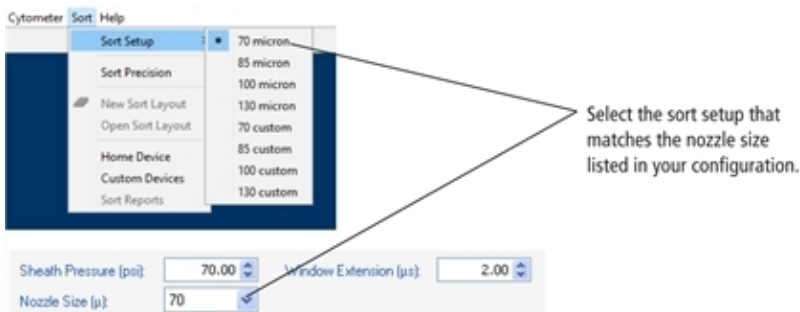 Cytometer Sort Help
Sort Setup
70 micron
85 micron
Sort Precision
100 micron
130 micron
New Sort Layout
70 custom
Open Sort Layout
85 custom
Home Device
100 custom
Custom Devices
130 custom
Sort Reports
Select the sort setup that
matches the nozzle size
listed in your configuration.
Sheath Pressure (psi): 70.00 Window Extension (µs): 2.00
Nozzle Size (µ): 70